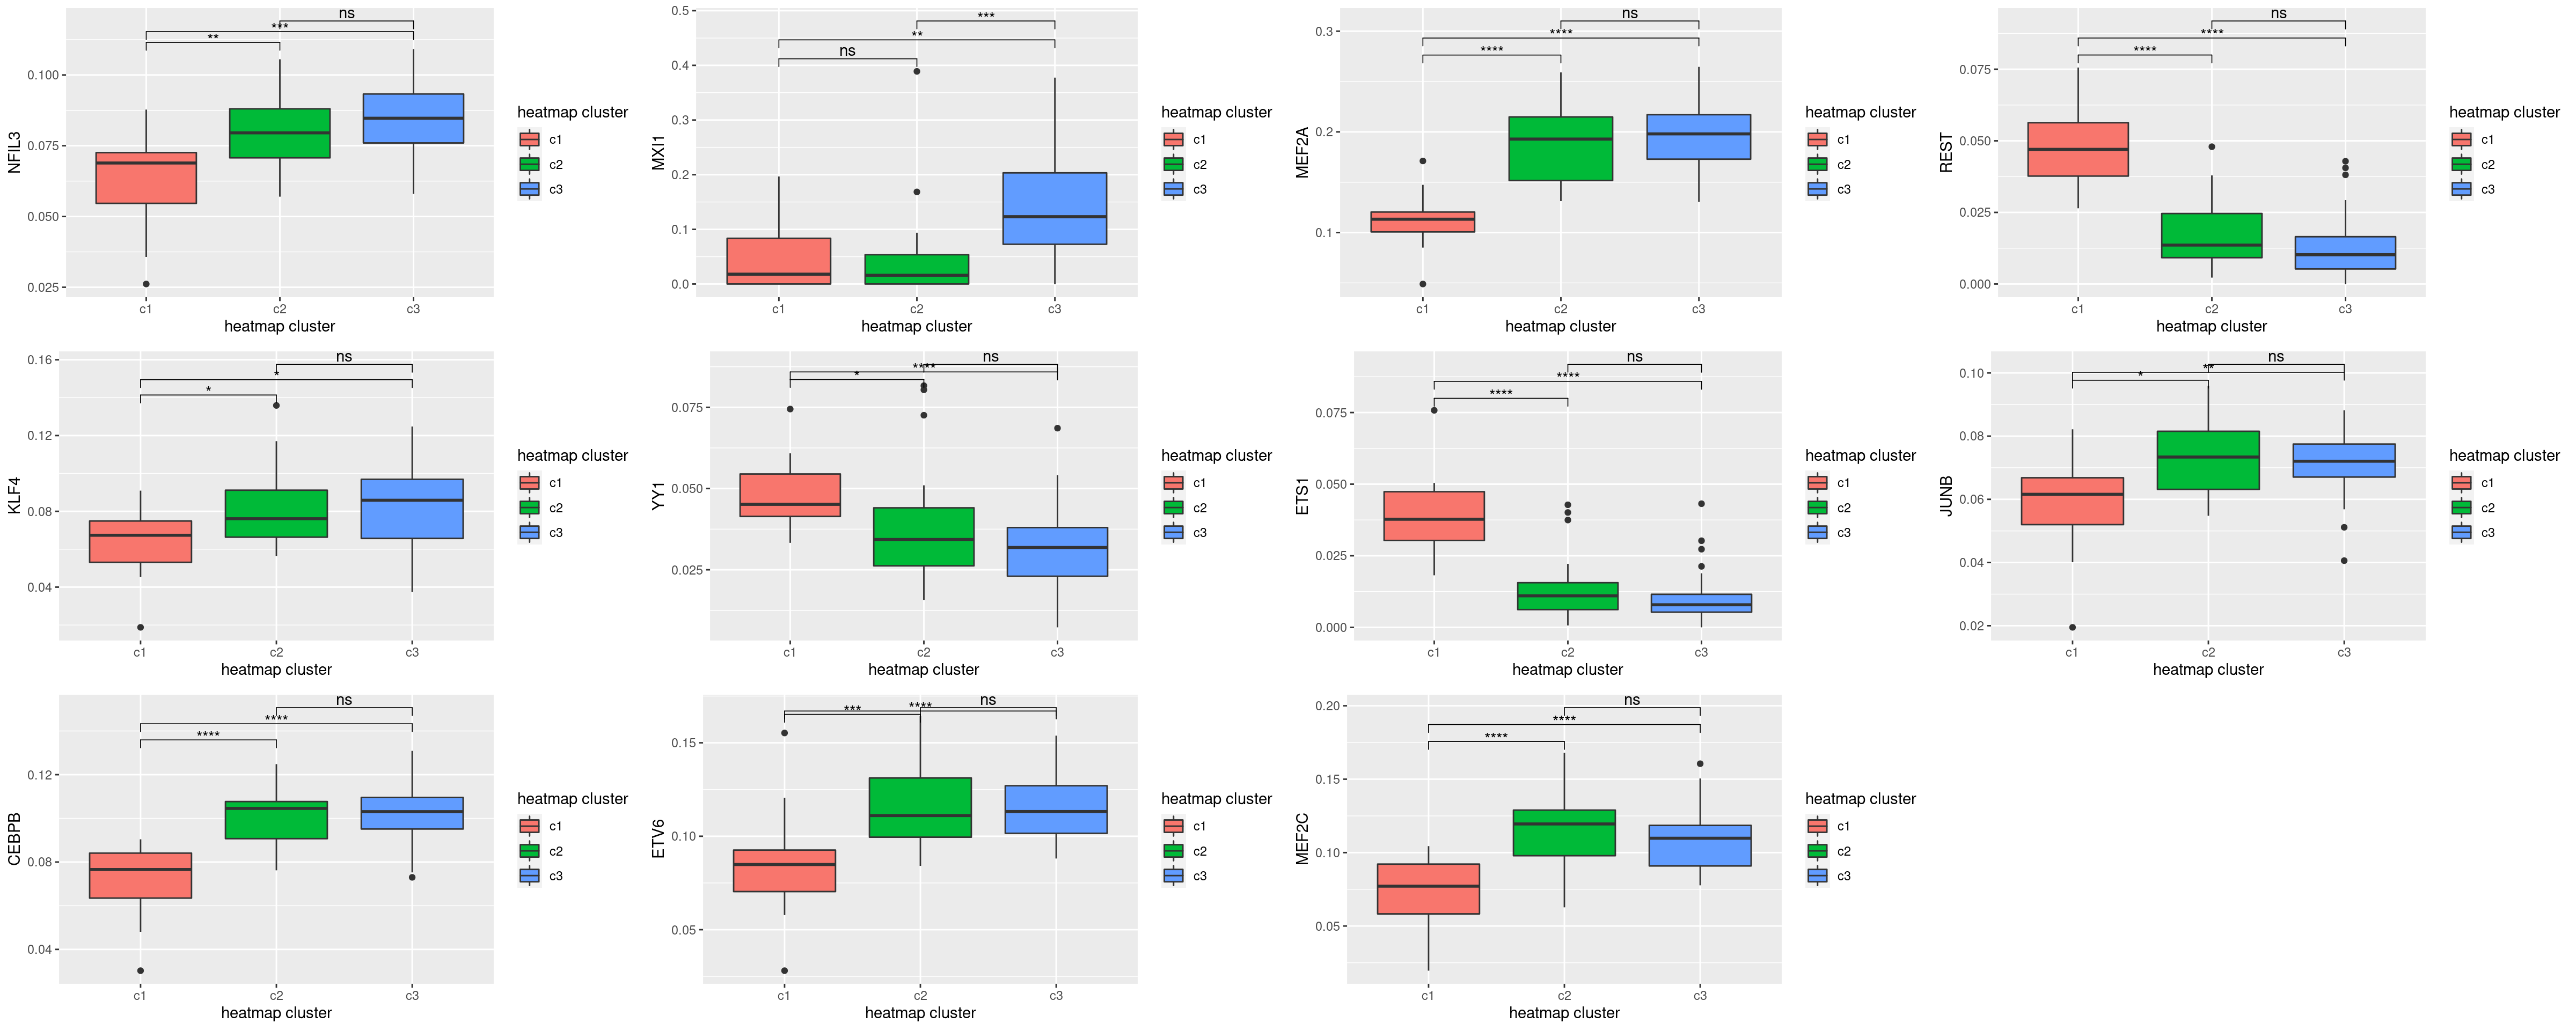 NFIL3
ns
***
**
0.100
0.075
0.050
0.025
c1 c2 c3
heatmap cluster
heatmap cluster
c1
c2
c3
MXI1
***
**
ns
0.5
0.4
0.3
0.2
0.1
0.0
c1 c2 c3
heatmap cluster
heatmap cluster
c1
c2
c3
MEF2A
ns
****
****
0.3
0.2
0.1
c1 c2 c3
heatmap cluster
heatmap cluster
c1
c2
c3
REST
ns
****
****
0.075
0.050
0.025
0.000
c1 c2 c3
heatmap cluster
heatmap cluster
c1
c2
c3
KLF4
ns
*
*
0.16
0.12
0.08
0.04
c1 c2 c3
heatmap cluster
heatmap cluster
c1
c2
c3
YY1
ns
****
*
0.075
0.050
0.025
c1 c2 c3
heatmap cluster
heatmap cluster
c1
c2
c3
ETS1
ns
****
****
0.075
0.050
0.025
0.000
c1 c2 c3
heatmap cluster
heatmap cluster
c1
c2
c3
JUNB
ns
**
*
0.10
0.08
0.06
0.04
0.02
c1 c2 c3
heatmap cluster
heatmap cluster
c1
c2
c3
CEBPB
ns
****
****
0.12
0.08
0.04
c1 c2 c3
heatmap cluster
heatmap cluster
c1
c2
c3
ETV6
ns
****
***
0.15
0.10
0.05
c1 c2 c3
heatmap cluster
heatmap cluster
c1
c2
c3
MEF2C
ns
****
****
0.20
0.15
0.10
0.05
c1 c2 c3
heatmap cluster
heatmap cluster
c1
c2
c3